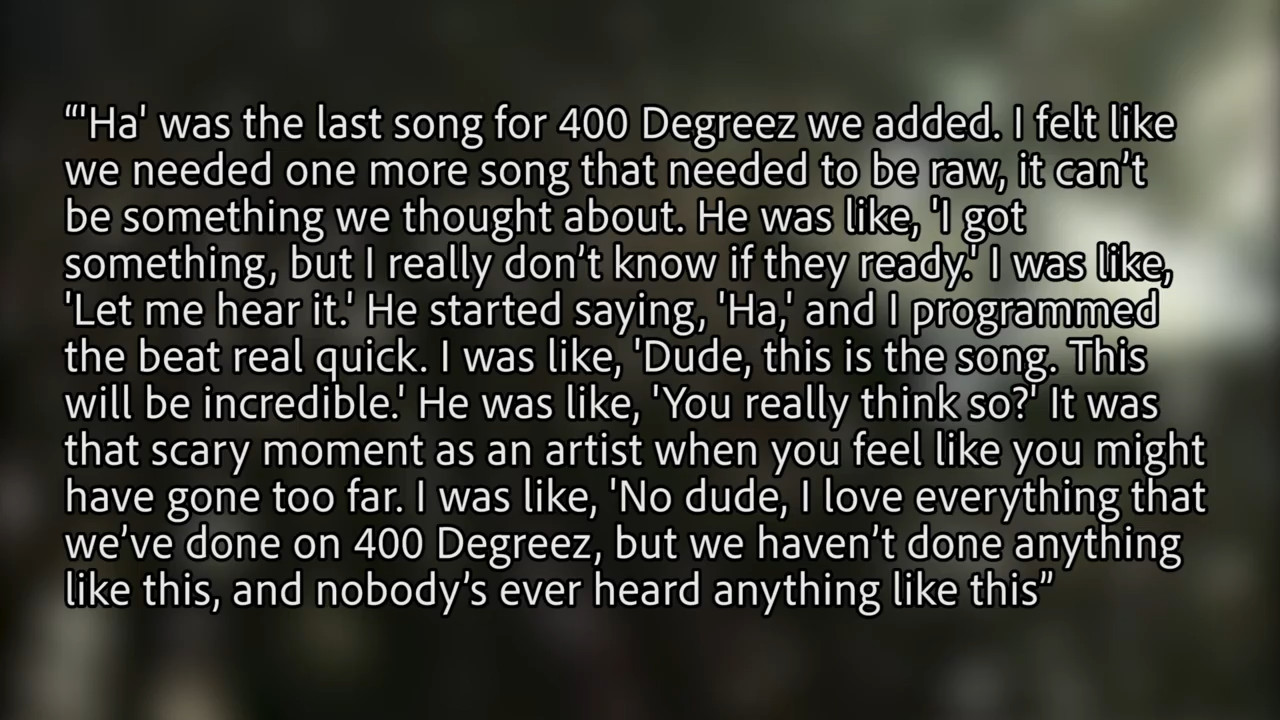 “'Ha' was the last song for 400 Degreez we added. I felt like
we needed one more song that needed to be raw, it can’t
be something we thought about. He was like, 'I got
something, but I really don’t know if they ready.' I was like,
'Let me hear it.' He started saying, 'Ha,' and I programmed
the beat real quick. I was like, 'Dude, this is the song. This
will be incredible.' He was like, 'You really think so?' It was
that scary moment as an artist when you feel like you might
have gone too far. I was like, 'No dude, I love everything that
we’ve done on 400 Degreez, but we haven’t done anything
like this, and nobody’s ever heard anything like this”